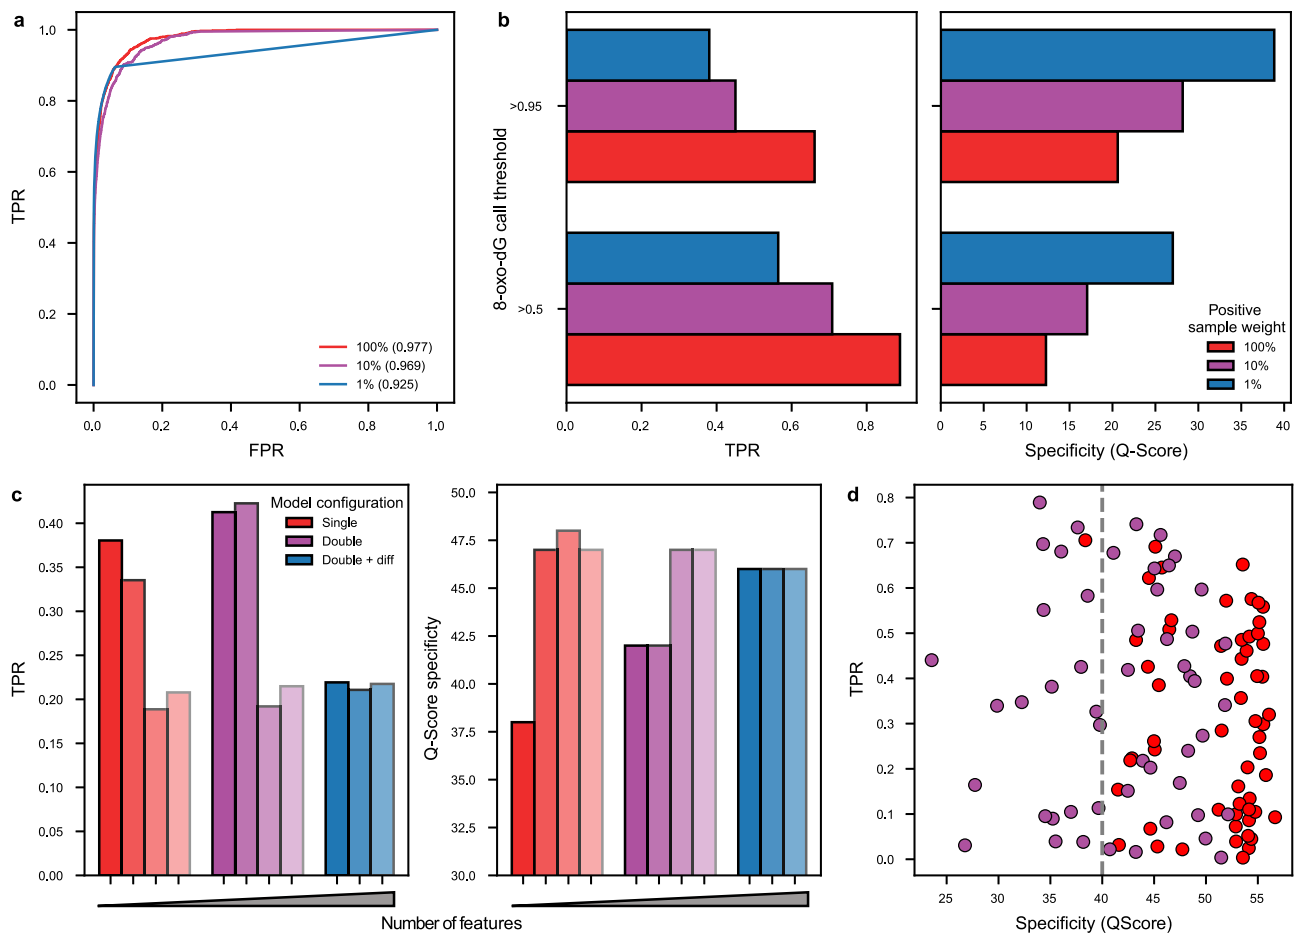 a
TPR
1.0
0.8
0.6
0.4
0.2
0.0
100% (0.977)
10% (0.969)
1% (0.925)
0.0 0.2 0.4 0.6 0.8 1.0
FPR
b
8-oxo-dG call threshold
>0.95
>0.5
0.0 0.2 0.4 0.6 0.8
TPR
Positive
sample weight
100%
10%
1%
0 5 10 15 20 25 30 35 40
Specificity (Q-Score)
c
TPR
0.40
0.35
0.30
0.25
0.20
0.15
0.10
0.05
0.00
Model configuration
Single
Double
Double + diff
Q-Score specificty
50.0
47.5
45.0
42.5
40.0
37.5
35.0
32.5
30.0
Number of features
d
TPR
0.8
0.7
0.6
0.5
0.4
0.3
0.2
0.1
0.0
25 30 35 40 45 50 55
Specificity (QScore)